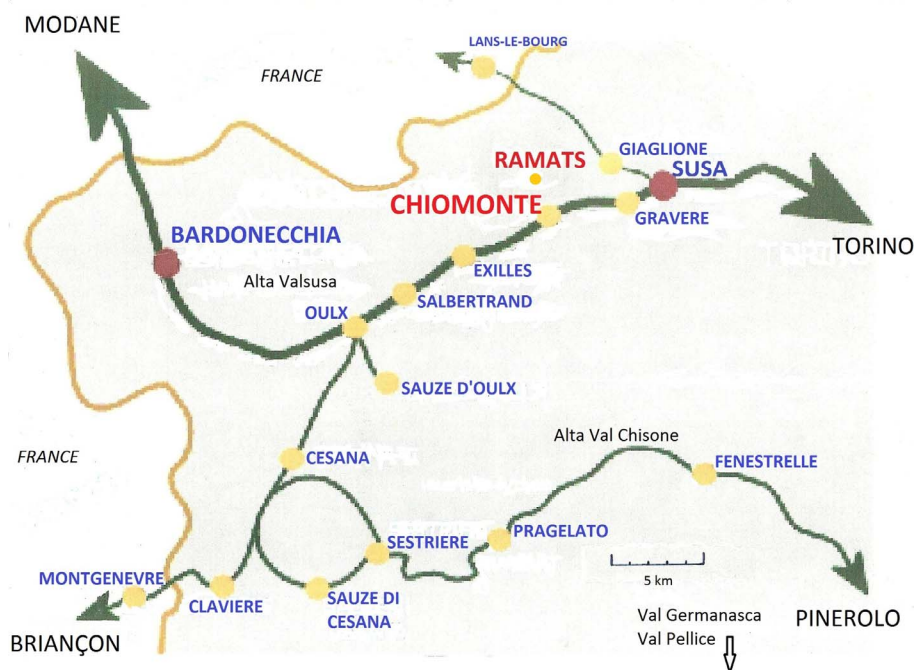 MODANE
LANS-LE-BOURG
FRANCE
GIAGLIONE
RAMATS
SUSA
CHIOMONTE
GRAVERE
BARDONECCHIA
TORINO
EXILLES
Alta Valsusa
SALBERTRAND
OULX
SAUZE D'OULX
Alta Val Chisone
FRANCE
CESANA
FENESTRELLE
PRAGELATO
SESTRIERE
MONTGENEVRE
5 km
CLAVIERE
SAUZE DI
CESANA
Val Germanasca
PINEROLO
BRIANÇON
Val Pellice